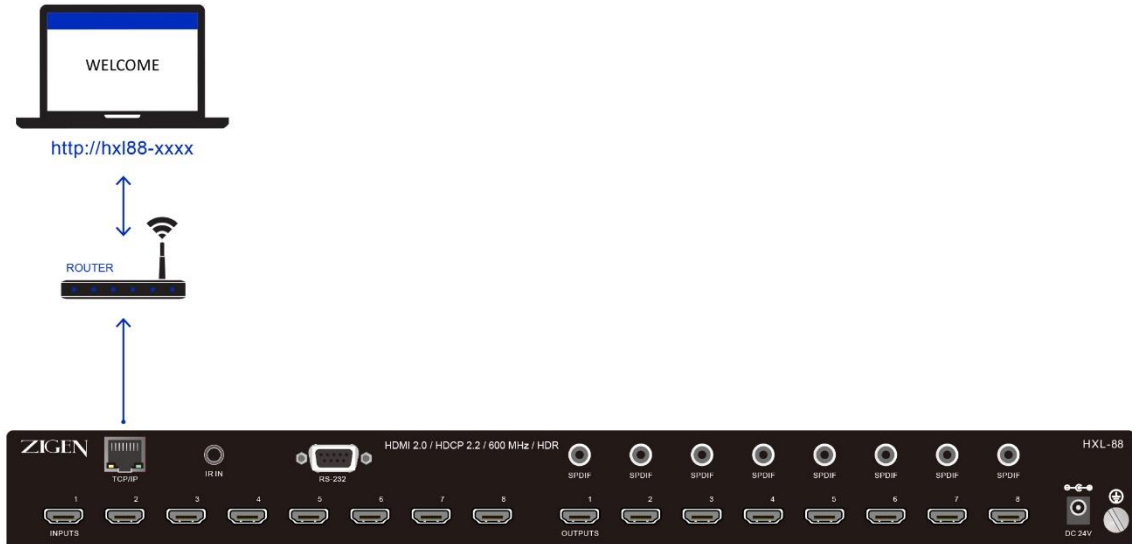 WELCOME
http://hxl88-xxxx
ROUTER
ZIGEN
TCP/IP
IR IN
RS-232
HDMI 2.0 / HDCP 2.2 / 600 MHz / HDR
SPDIF SPDIF SPDIF SPDIF SPDIF SPDIF SPDIF SPDIF
HXL-88
1 2 3 4 5 6 7 8
INPUTS
1 2 3 4 5 6 7 8
OUTPUTS
DC 24V